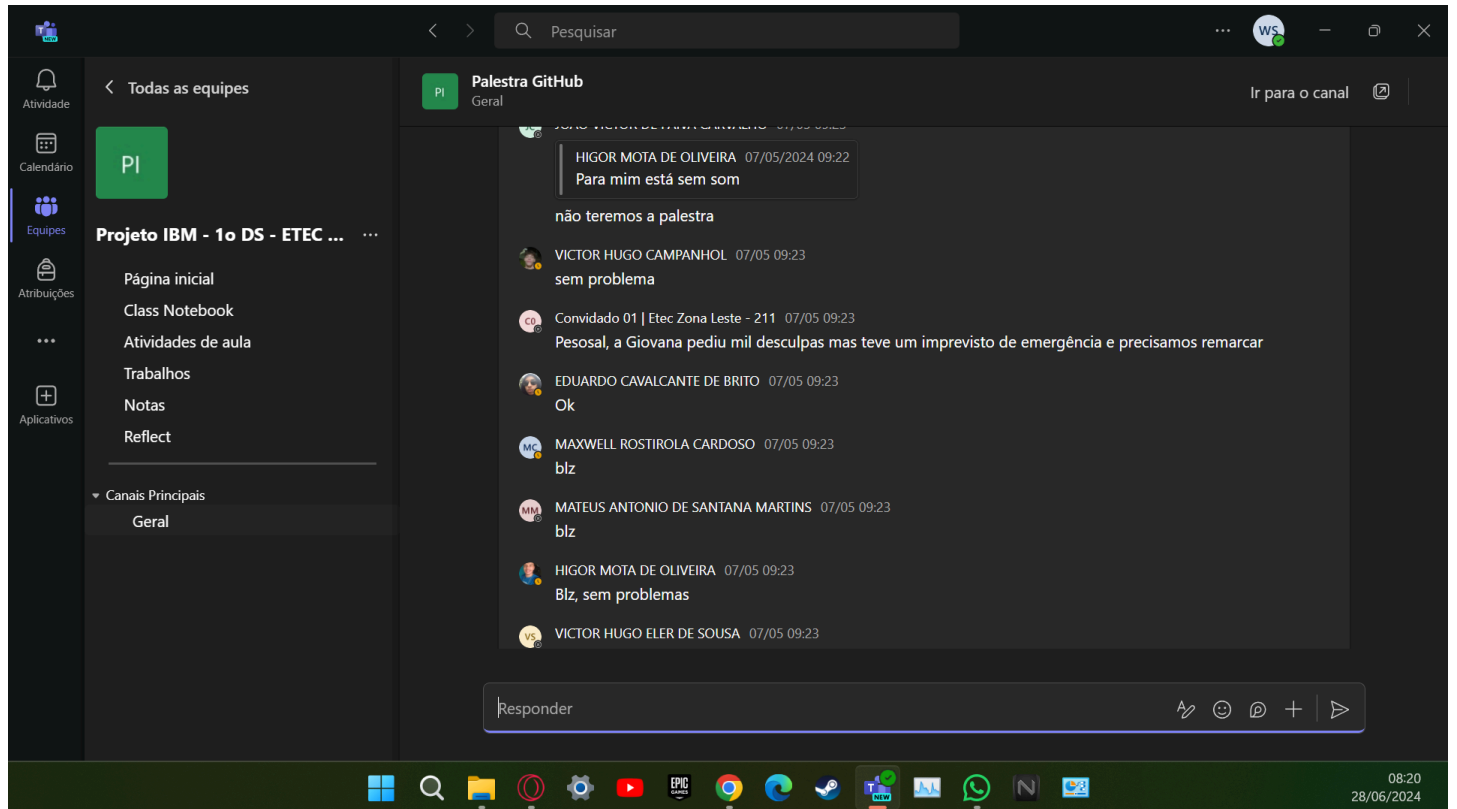 Pesquisar
WS
Atividade
Calendário
Equipes
Atribuições
Aplicativos
Todas as equipes
PI
Projeto IBM - 1o DS - ETEC ...
Página inicial
Class Notebook
Atividades de aula
Trabalhos
Notas
Reflect
Canais Principais
Geral
PI
Palestra GitHub
Geral
Ir para o canal
HIGOR MOTA DE OLIVEIRA 07/05/2024 09:22
Para mim está sem som
não teremos a palestra
VICTOR HUGO CAMPANHOL 07/05 09:23
sem problema
C0
Convidado 01 | Etec Zona Leste - 211 07/05 09:23
Pesosal, a Giovana pediu mil desculpas mas teve um imprevisto de emergência e precisamos remarcar
EDUARDO CAVALCANTE DE BRITO 07/05 09:23
Ok
MC
MAXWELL ROSTIROLA CARDOSO 07/05 09:23
blz
MM
MATEUS ANTONIO DE SANTANA MARTINS 07/05 09:23
blz
HIGOR MOTA DE OLIVEIRA 07/05 09:23
Blz, sem problemas
VS
VICTOR HUGO ELER DE SOUSA 07/05 09:23
Responder
EPIC
GAMES
NEW
08:20
28/06/2024